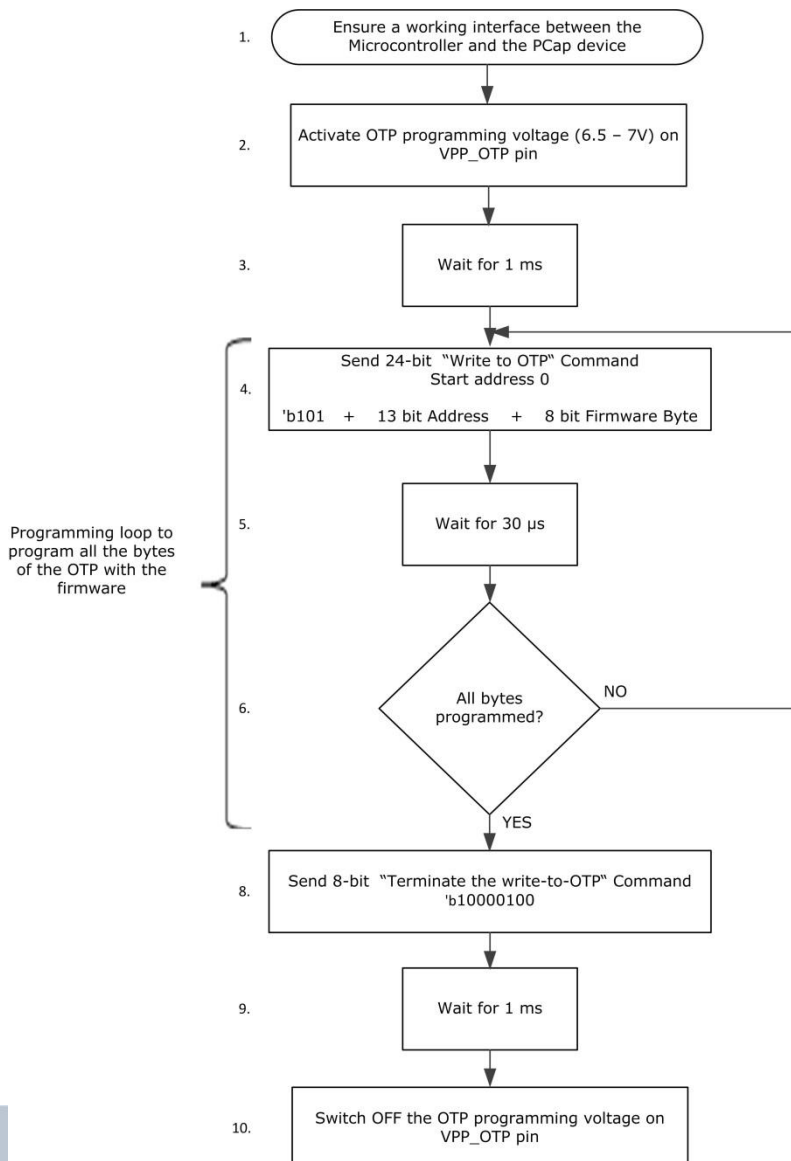 1.
Ensure a working interface between the
Microcontroller and the PCap device
2.
Activate OTP programming voltage (6.5 – 7V) on
VPP_OTP pin
3.
Wait for 1 ms
4.
Send 24-bit “Write to OTP“ Command
Start address 0
'b101 + 13 bit Address + 8 bit Firmware Byte
5.
Wait for 30 µs
Programming loop to
program all the bytes
of the OTP with the
firmware
6.
All bytes
programmed?
NO
YES
8.
Send 8-bit “Terminate the write-to-OTP“ Command
'b10000100
9.
Wait for 1 ms
10.
Switch OFF the OTP programming voltage on
VPP_OTP pin